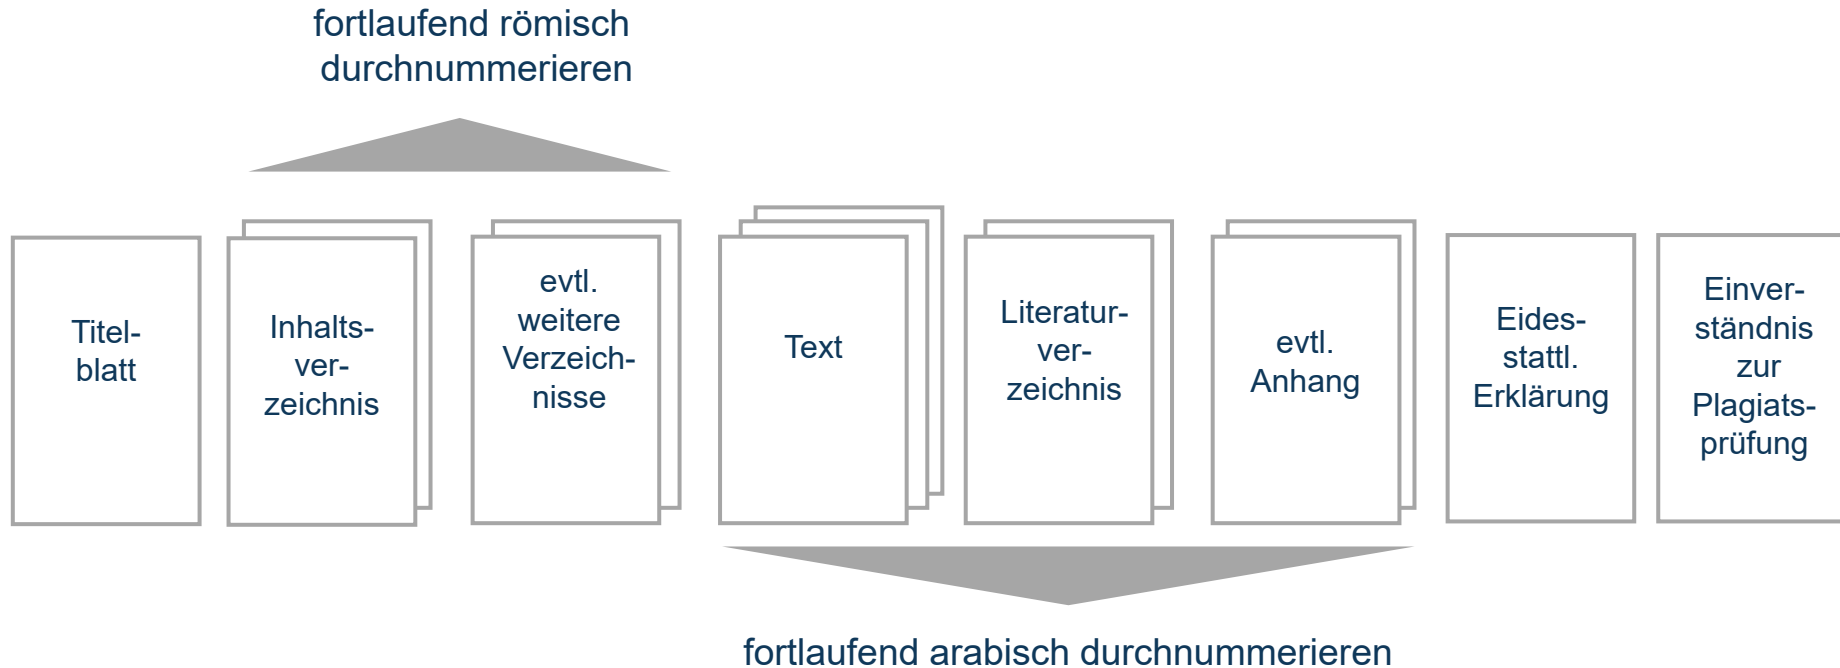 fortlaufend römisch
durchnummerieren
Titel-
blatt
Inhalts-
ver-
zeichnis
evtl.
weitere
Verzeich-
nisse
Text
Literatur-
ver-
zeichnis
evtl.
Anhang
Eides-
stattl.
Erklärung
Einver-
ständnis
zur
Plagiats-
prüfung
fortlaufend arabisch durchnummerieren